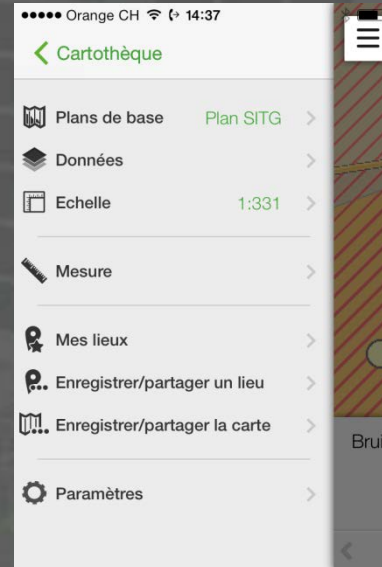 Orange CH 14:37
Cartothèque
Plans de base Plan SITG
Données
Echelle 1:331
Mesure
Mes lieux
Enregistrer/partager un lieu
Enregistrer/partager la carte
Paramètres
Brui